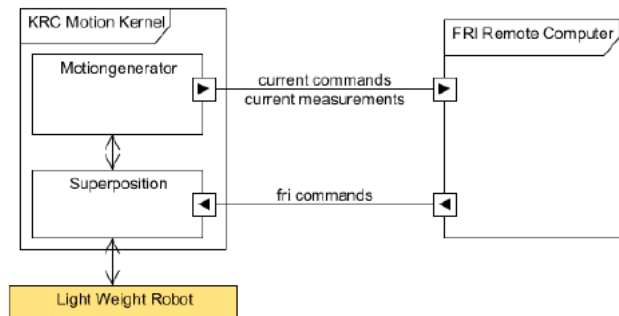 KRC Motion Kernel
FRI Remote Computer
Motiongenerator
current commands
current measurements
Superposition
fri commands
Light Weight Robot